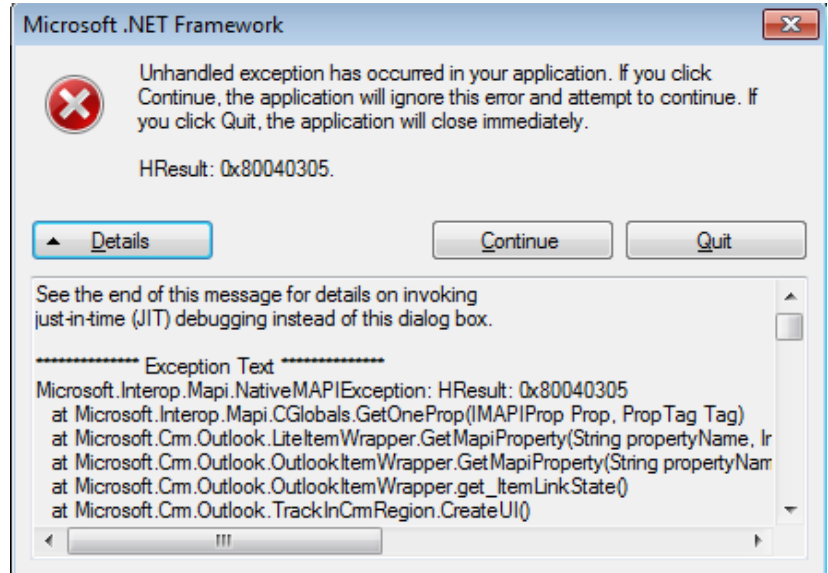 Microsoft .NET Framework
Unhandled exception has occurred in your application. If you click
Continue, the application will ignore this error and attempt to continue. If
you click Quit, the application will close immediately.
HResult: 0x80040305.
Details
Continue
Quit
See the end of this message for details on invoking
just-in-time (JIT) debugging instead of this dialog box.
************** Exception Text **************
Microsoft.Interop.Mapi.NativeMAPIException: HResult: 0x80040305
at Microsoft.Interop.Mapi.CGlobals.GetOneProp(IMAPIProp Prop, PropTag Tag)
at Microsoft.Crm.Outlook.LiteItemWrapper.GetMapiProperty(String propertyName, Ir
at Microsoft.Crm.Outlook.OutlookItemWrapper.GetMapiProperty(String propertyNam
at Microsoft.Crm.Outlook.OutlookItemWrapper.get_ItemLinkState()
at Microsoft.Crm.Outlook.TrackInCrmRegion.CreateUI()